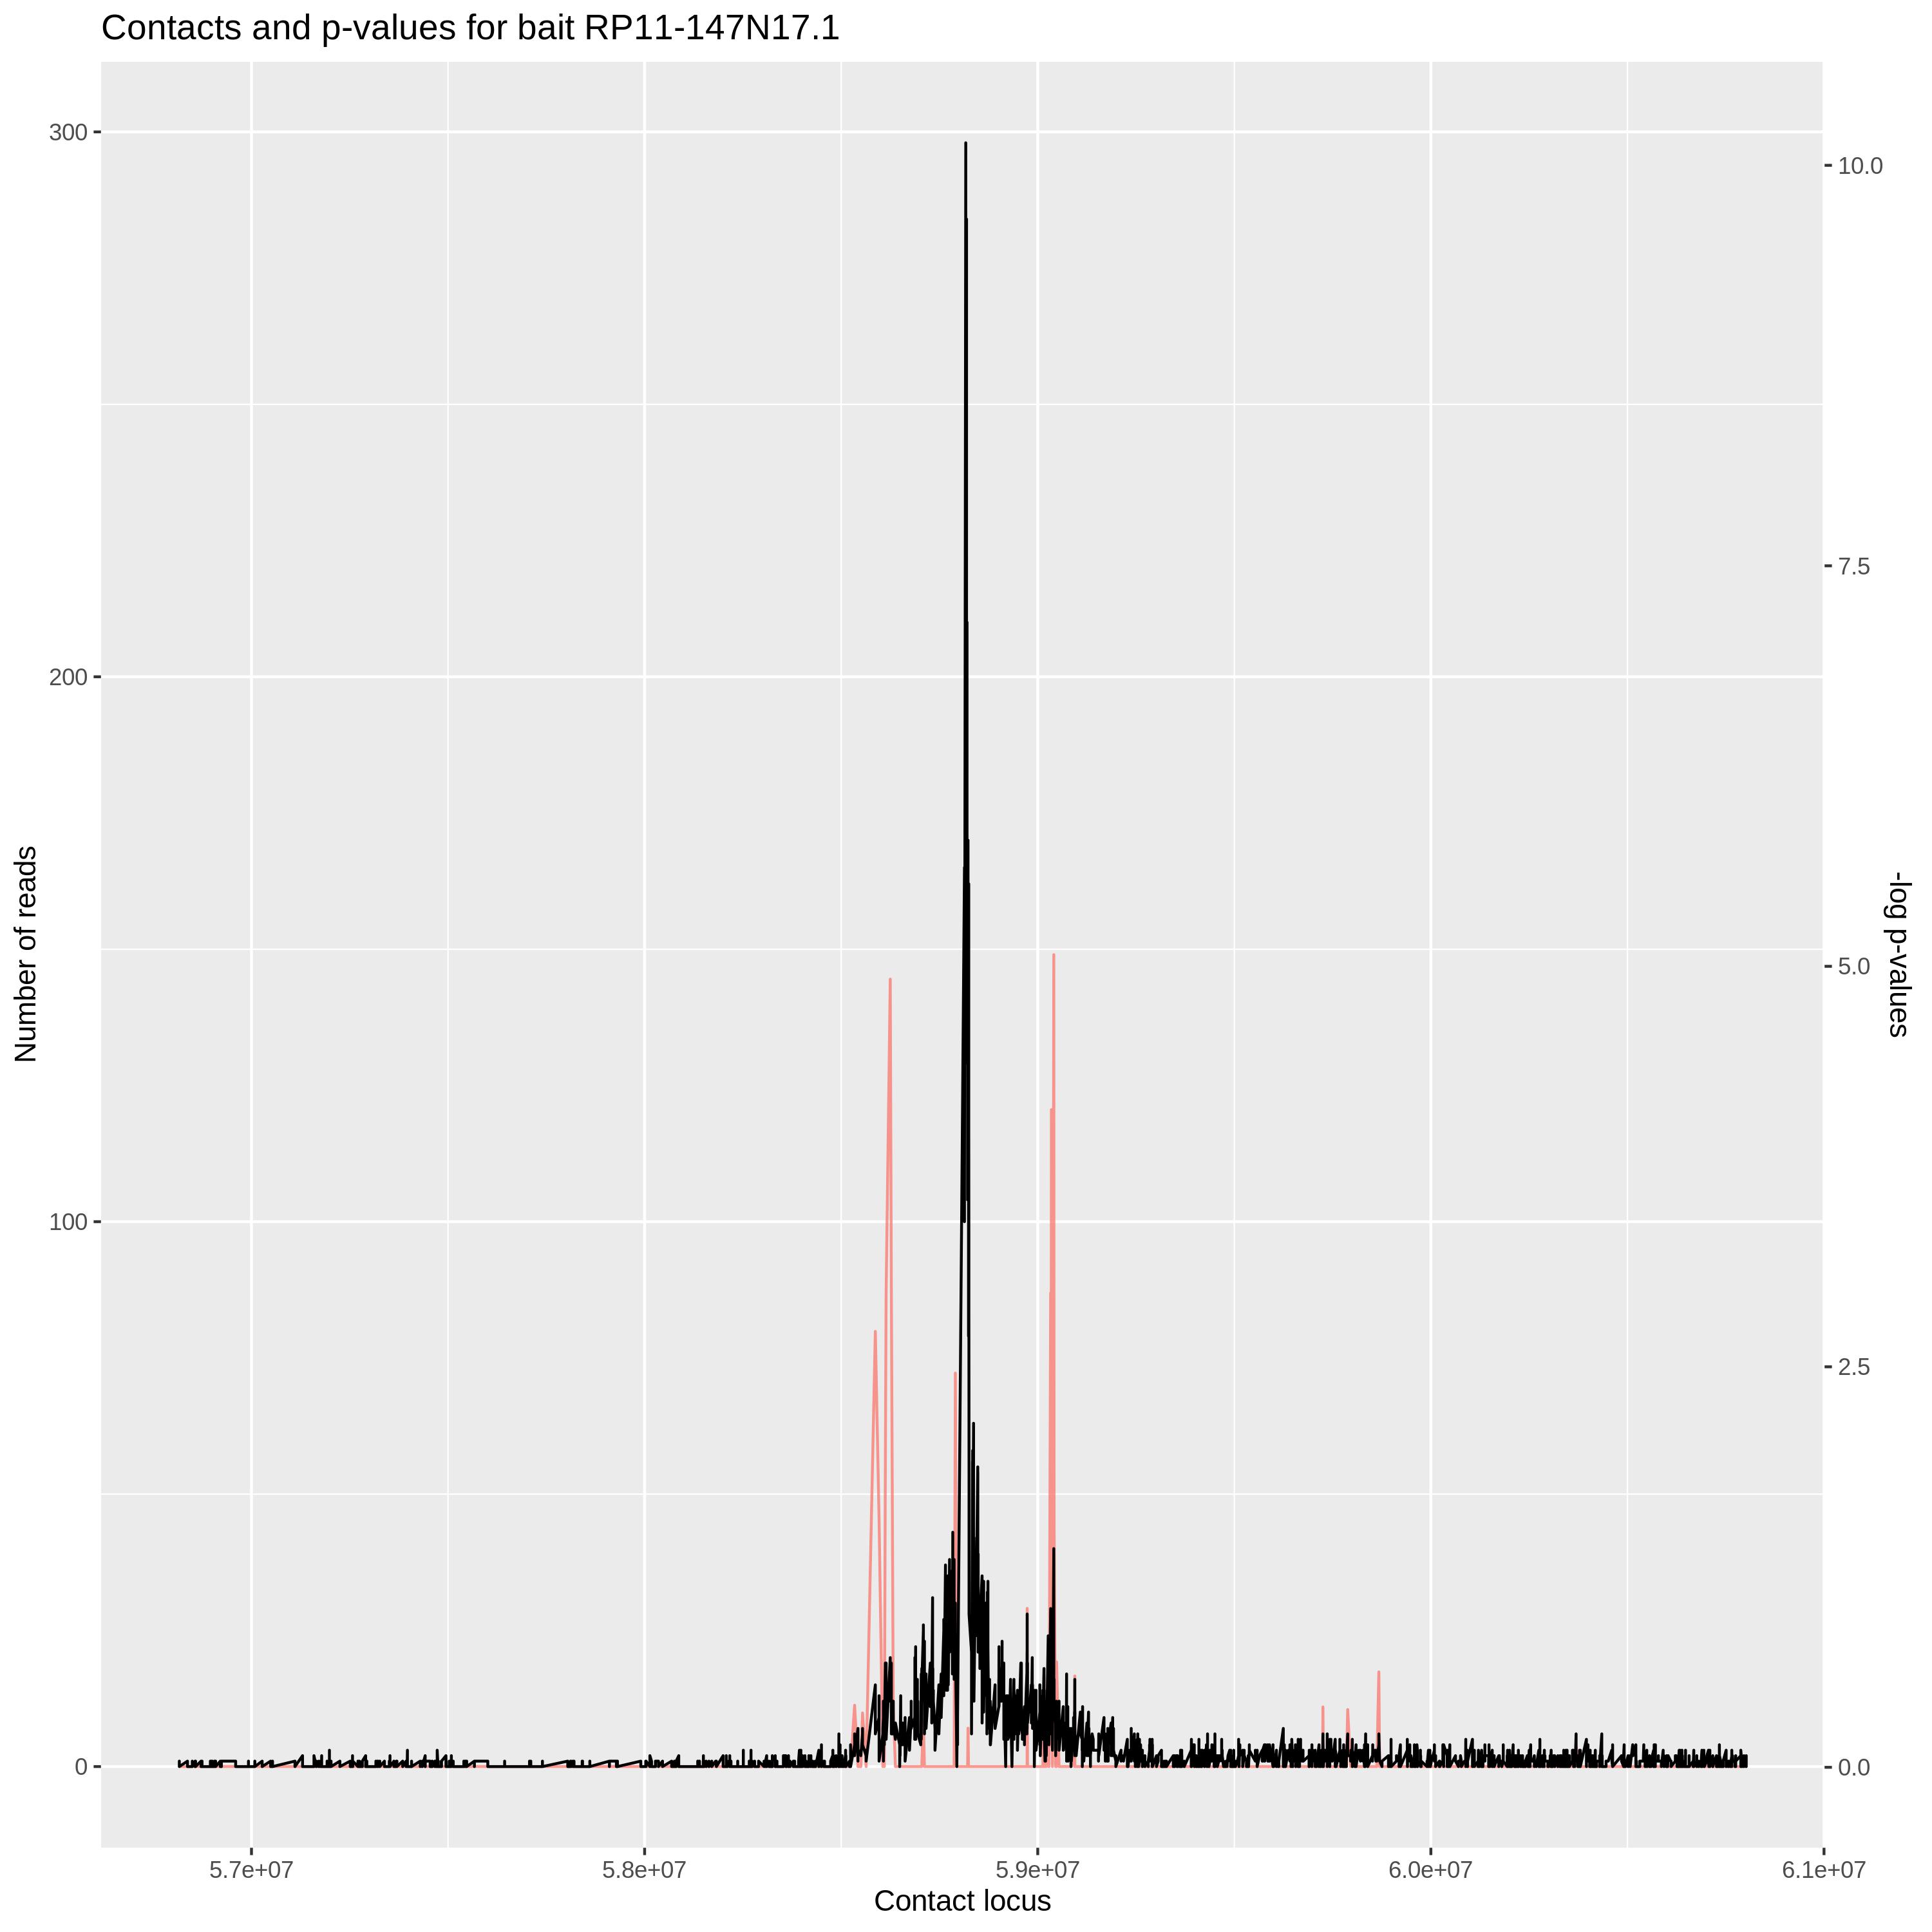 Contacts and p-values for bait RP11-147N17.1
300
200
100
0
Number of reads
10.0
7.5
5.0
2.5
0.0
-log p-values
5.7e+07
5.8e+07
5.9e+07
6.0e+07
6.1e+07
Contact locus